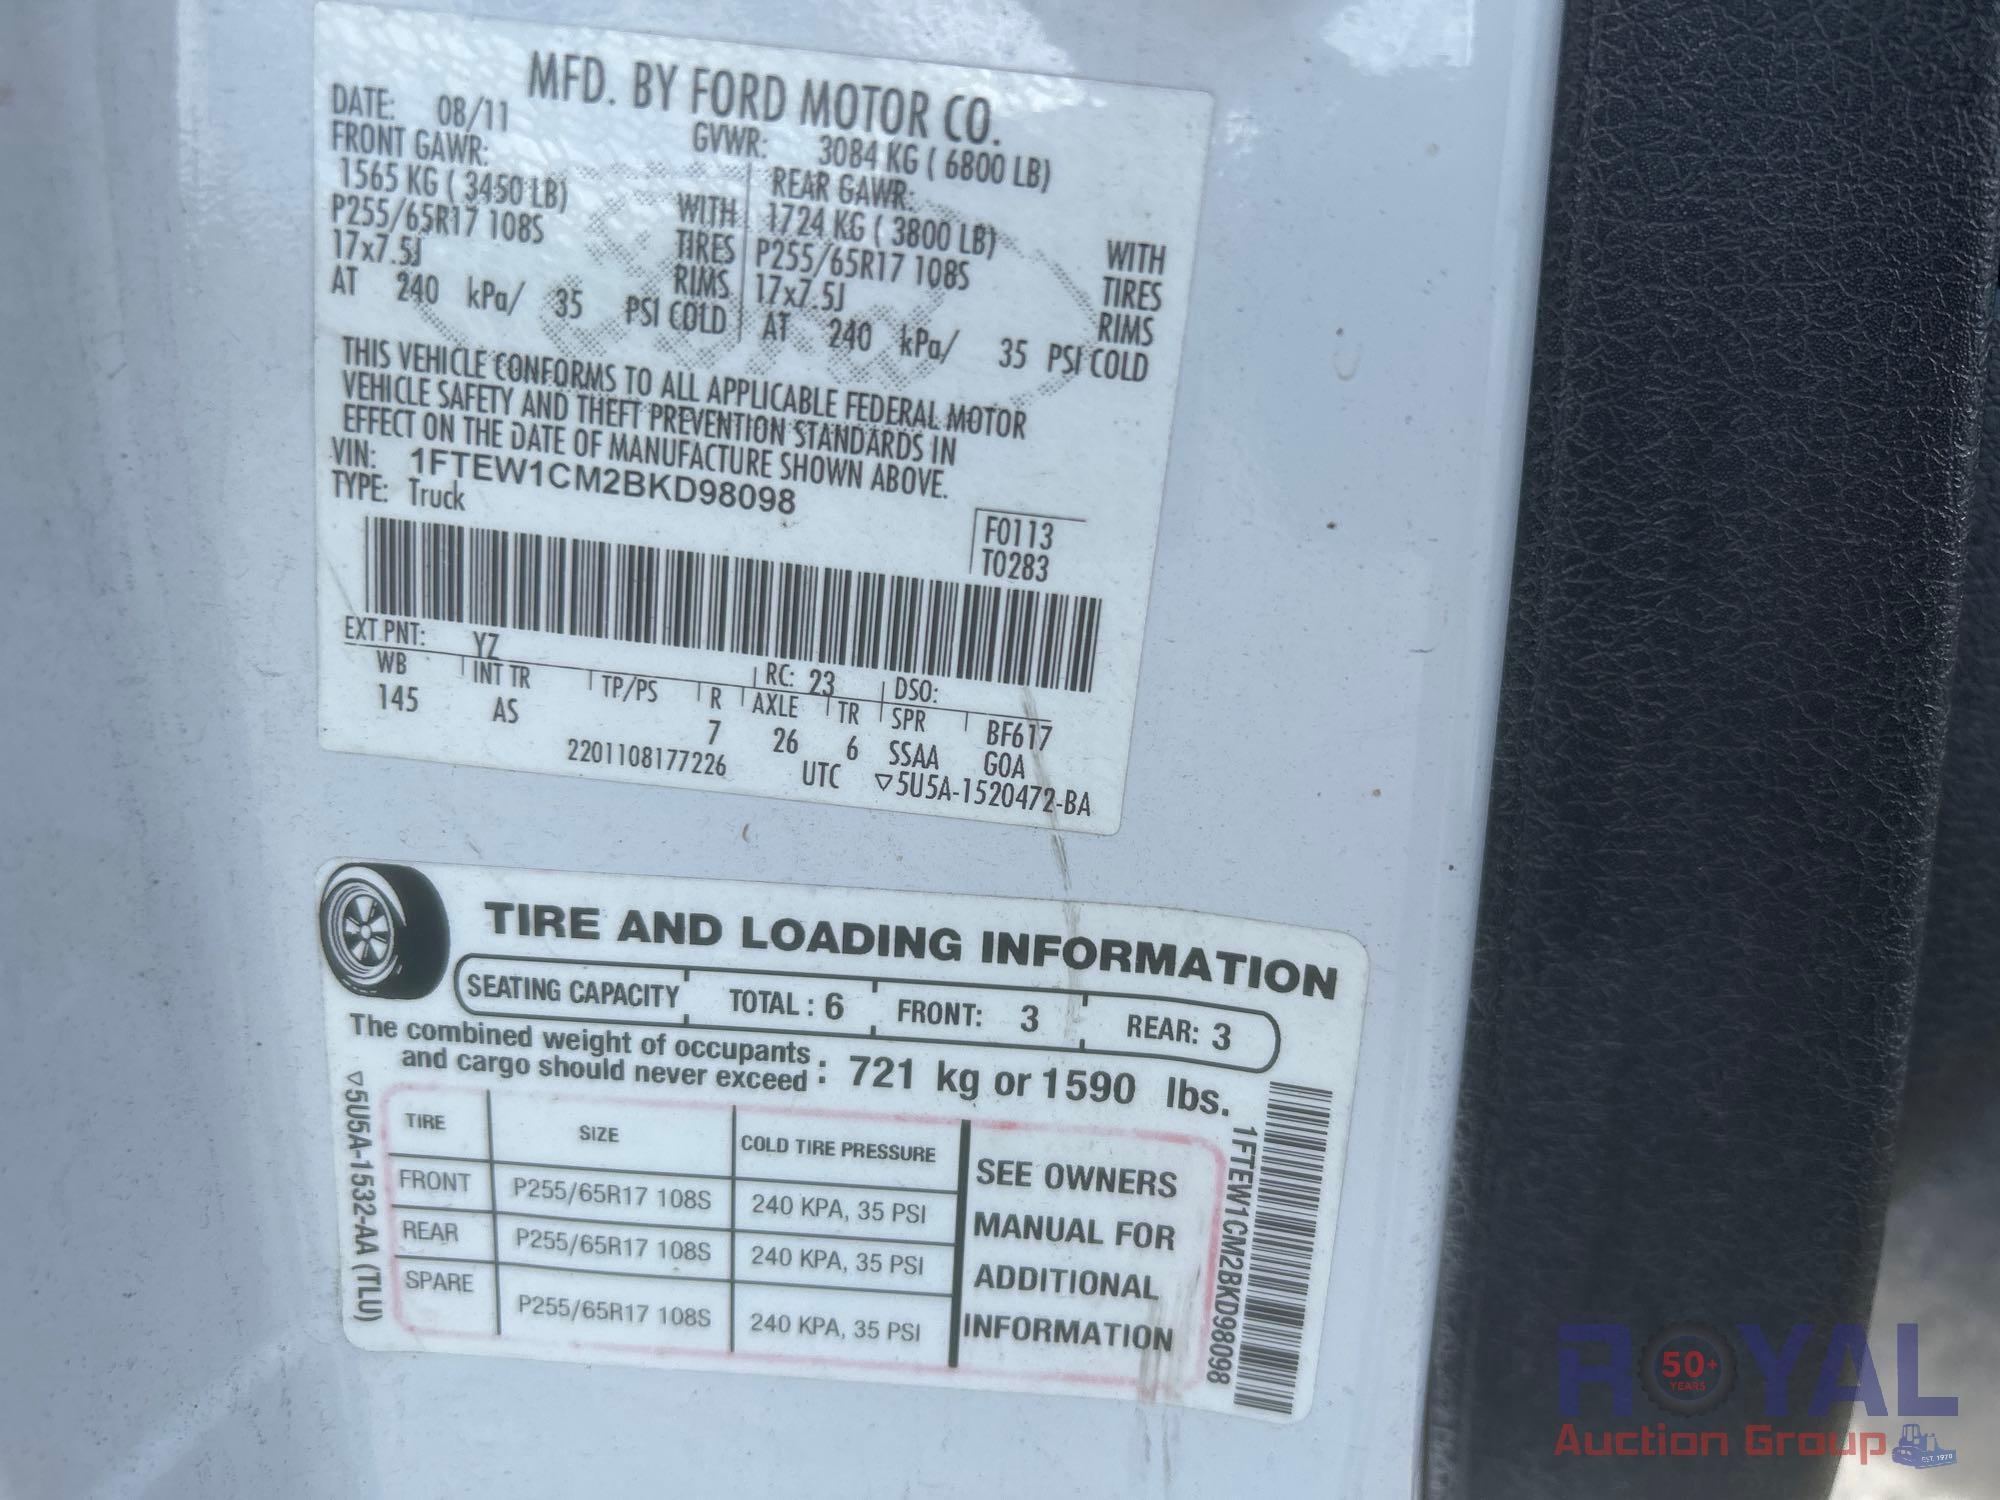 MFD. BY FORD MOTOR CO.
DATE: 08/11 GVWR: 3084 KG ( 6800 LB)
FRONT GAWR: REAR GAWR:
1565 KG ( 3450 LB) WITH 1724 KG ( 3800 LB) WITH
P255/65R17 108S TIRES P255/65R17 108S TIRES
17x7.5J RIMS 17x7.5J RIMS
AT 240 kPa/ 35 PSI COLD AT 240 kPa/ 35 PSI COLD
THIS VEHICLE CONFORMS TO ALL APPLICABLE FEDERAL MOTOR
VEHICLE SAFETY AND THEFT PREVENTION STANDARDS IN
EFFECT ON THE DATE OF MANUFACTURE SHOWN ABOVE.
VIN: 1FTEW1CM2BKD98098
TYPE: Truck
F0113
T0283
EXT PNT: YZ RC: 23 DSO:
WB INT TR TP/PS R AXLE TR SPR BF617
145 AS 7 26 6 SSAA GOA
2201108177226 UTC ▽5U5A-1520472-BA
TIRE AND LOADING INFORMATION
SEATING CAPACITY TOTAL : 6 FRONT: 3 REAR: 3
The combined weight of occupants
and cargo should never exceed : 721 kg or 1590 lbs.
TIRE SIZE COLD TIRE PRESSURE
FRONT P255/65R17 108S 240 KPA, 35 PSI
REAR P255/65R17 108S 240 KPA, 35 PSI
SPARE P255/65R17 108S 240 KPA, 35 PSI
SEE OWNERS
MANUAL FOR
ADDITIONAL
INFORMATION
▽5U5A-1532-AA (TLU)
1FTEW1CM2BKD98098
ROYAL
50+
YEARS
Auction Group
EST. 1970